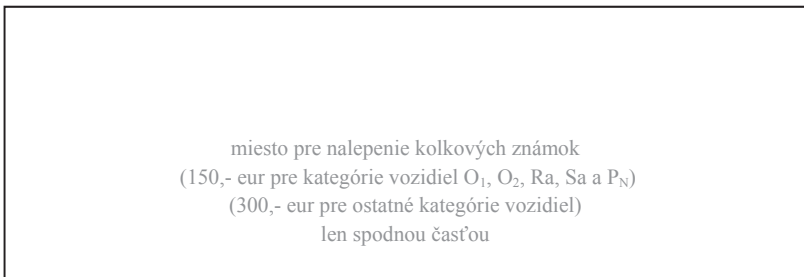 miesto pre nalepenie kolkových známok
(150,- eur pre kategórie vozidiel O₁, O₂, Ra, Sa a Pₙ)
(300,- eur pre ostatné kategórie vozidiel)
len spodnou časťou